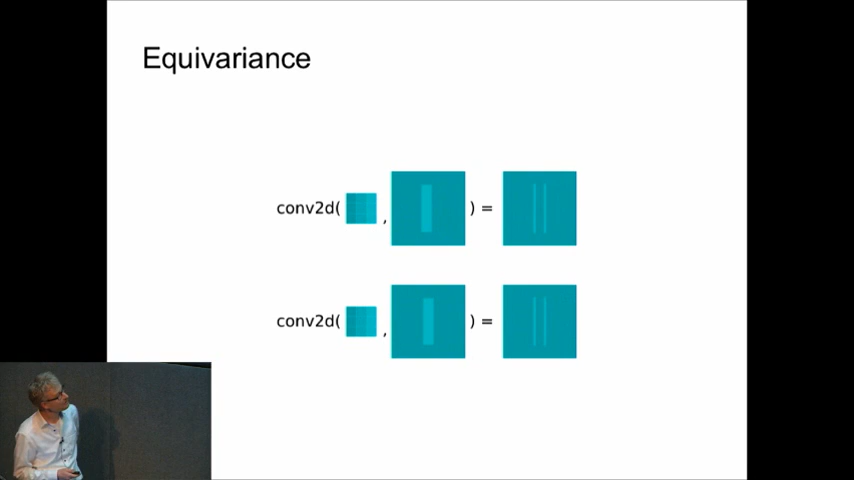 Equivariance
conv2d( , ) =
conv2d( , ) =